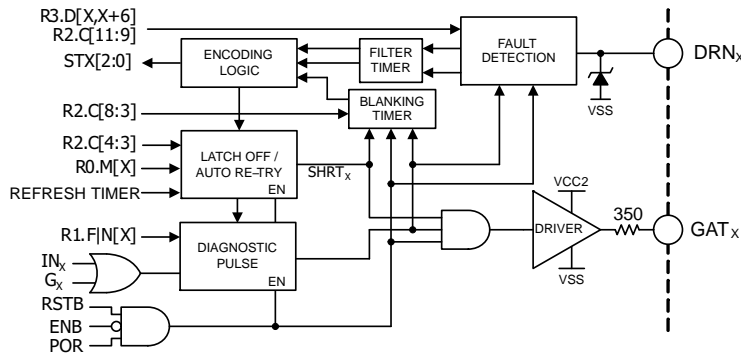 R3.D[X,X+6]
R2.C[11:9]
STX[2:0]
ENCODING
LOGIC
FILTER
TIMER
FAULT
DETECTION
DRNX
VSS
R2.C[8:3]
BLANKING
TIMER
R2.C[4:3]
R0.M[X]
REFRESH TIMER
LATCH OFF /
AUTO RE–TRY
EN
SHRTX
R1.F|N[X]
DIAGNOSTIC
PULSE
EN
INX
GX
VCC2
DRIVER
VSS
350
GATX
RSTB
ENB
POR